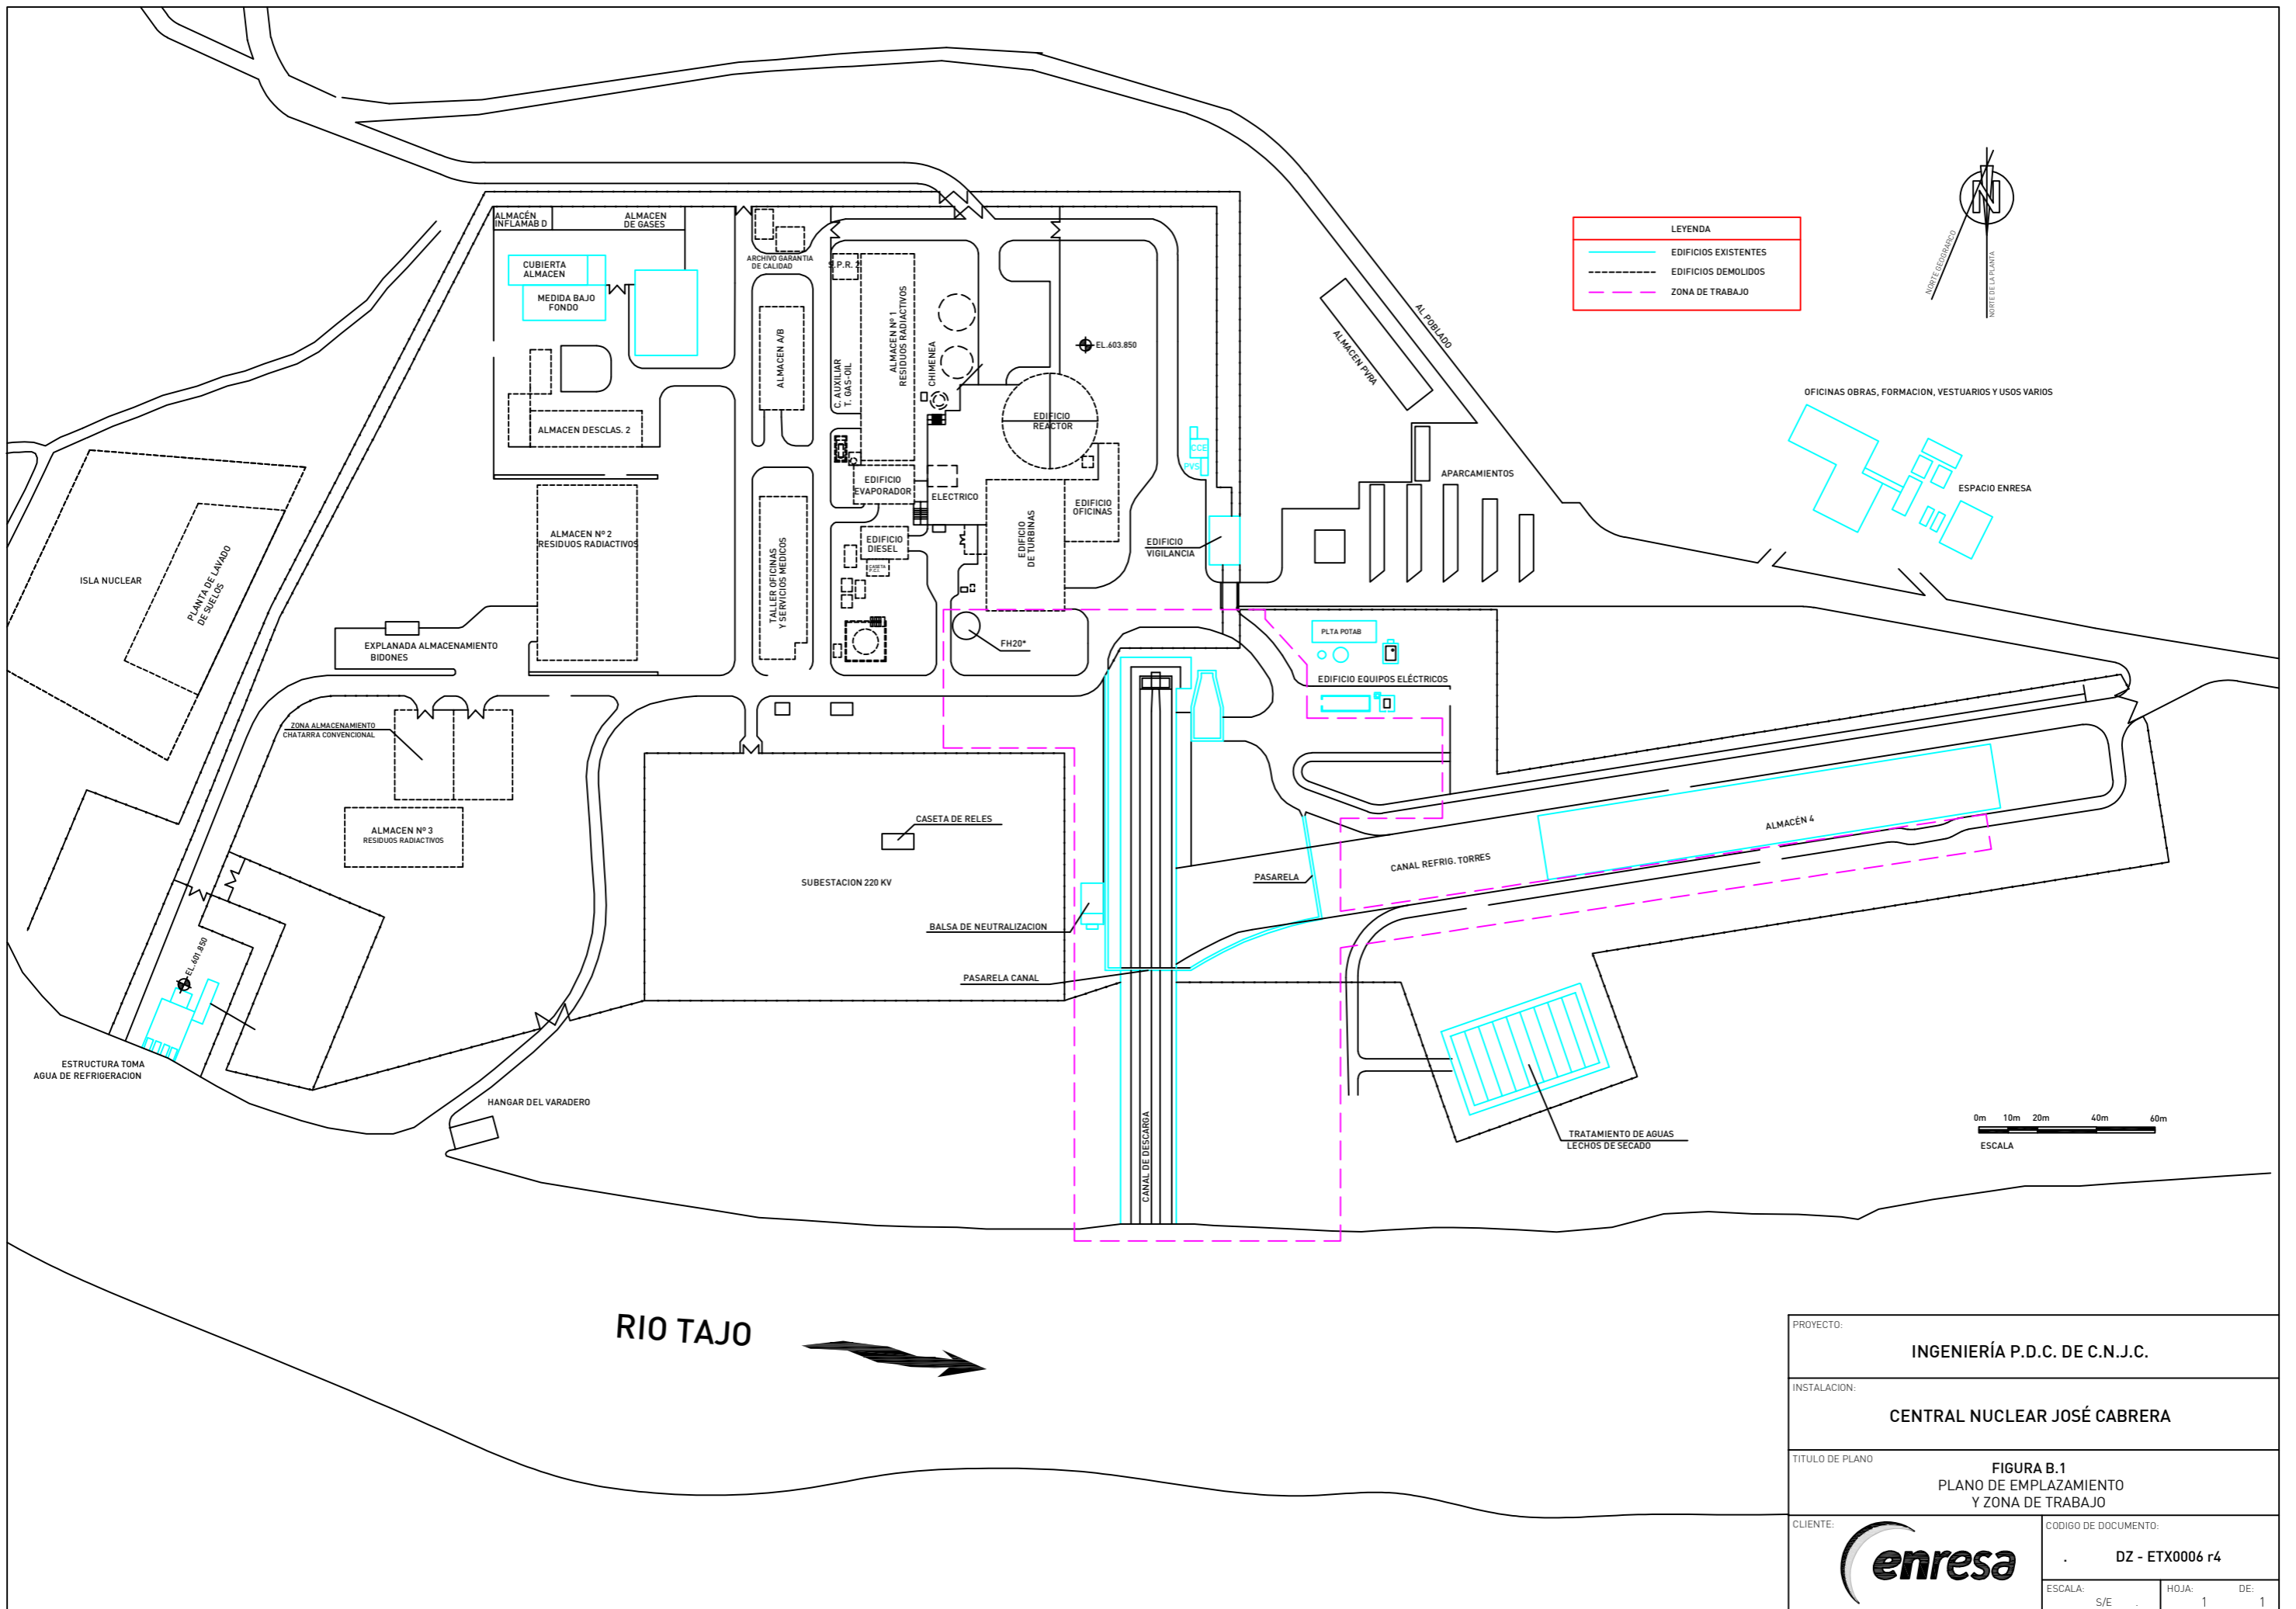 ALMACÉN
INFLAMAB D
ALMACEN
DE GASES
CUBIERTA
ALMACEN
MEDIDA BAJO
FONDO
ARCHIVO GARANTIA
DE CALIDAD
ALMACEN A/B
C. AUXILIAR
T. GAS-OIL
ALMACEN Nº 1
RESIDUOS RADIACTIVOS
CHIMENEA
EL.603.850
EDIFICIO
REACTOR
ALMACEN DESCLAS. 2
EDIFICIO
EVAPORADOR
ELECTRICO
EDIFICIO
OFICINAS
EDIFICIO
DE TURBINAS
EDIFICIO
DIESEL
CASETA
P.C.I.
CCE
PVS
EDIFICIO
VIGILANCIA
ALMACEN PVRA
AL POBLADO
APARCAMIENTOS
LEYENDA
EDIFICIOS EXISTENTES
EDIFICIOS DEMOLIDOS
ZONA DE TRABAJO
N
NORTE GEOGRAFICO
NORTE DE LA PLANTA
OFICINAS OBRAS, FORMACION, VESTUARIOS Y USOS VARIOS
ESPACIO ENRESA
ISLA NUCLEAR
PLANTA DE LAVADO
DE SUELOS
ALMACEN Nº 2
RESIDUOS RADIACTIVOS
TALLER OFICINAS
Y SERVICIOS MEDICOS
FH20*
PLTA POTAB
EDIFICIO EQUIPOS ELÉCTRICOS
EXPLANADA ALMACENAMIENTO
BIDONES
ZONA ALMACENAMIENTO
CHATARRA CONVENCIONAL
ALMACEN Nº 3
RESIDUOS RADIACTIVOS
CASETA DE RELES
SUBESTACION 220 KV
BALSA DE NEUTRALIZACION
PASARELA CANAL
PASARELA
CANAL REFRIG. TORRES
ALMACÉN 4
EL.601.850
ESTRUCTURA TOMA
AGUA DE REFRIGERACION
HANGAR DEL VARADERO
CANAL DE DESCARGA
TRATAMIENTO DE AGUAS
LECHOS DE SECADO
0m 10m 20m 40m 60m
ESCALA
RIO TAJO
PROYECTO:
INGENIERÍA P.D.C. DE C.N.J.C.
INSTALACION:
CENTRAL NUCLEAR JOSÉ CABRERA
TITULO DE PLANO
FIGURA B.1
PLANO DE EMPLAZAMIENTO
Y ZONA DE TRABAJO
CLIENTE:
enresa
CODIGO DE DOCUMENTO:
. DZ - ETX0006 r4
ESCALA:
S/E .
HOJA:
1
DE:
1